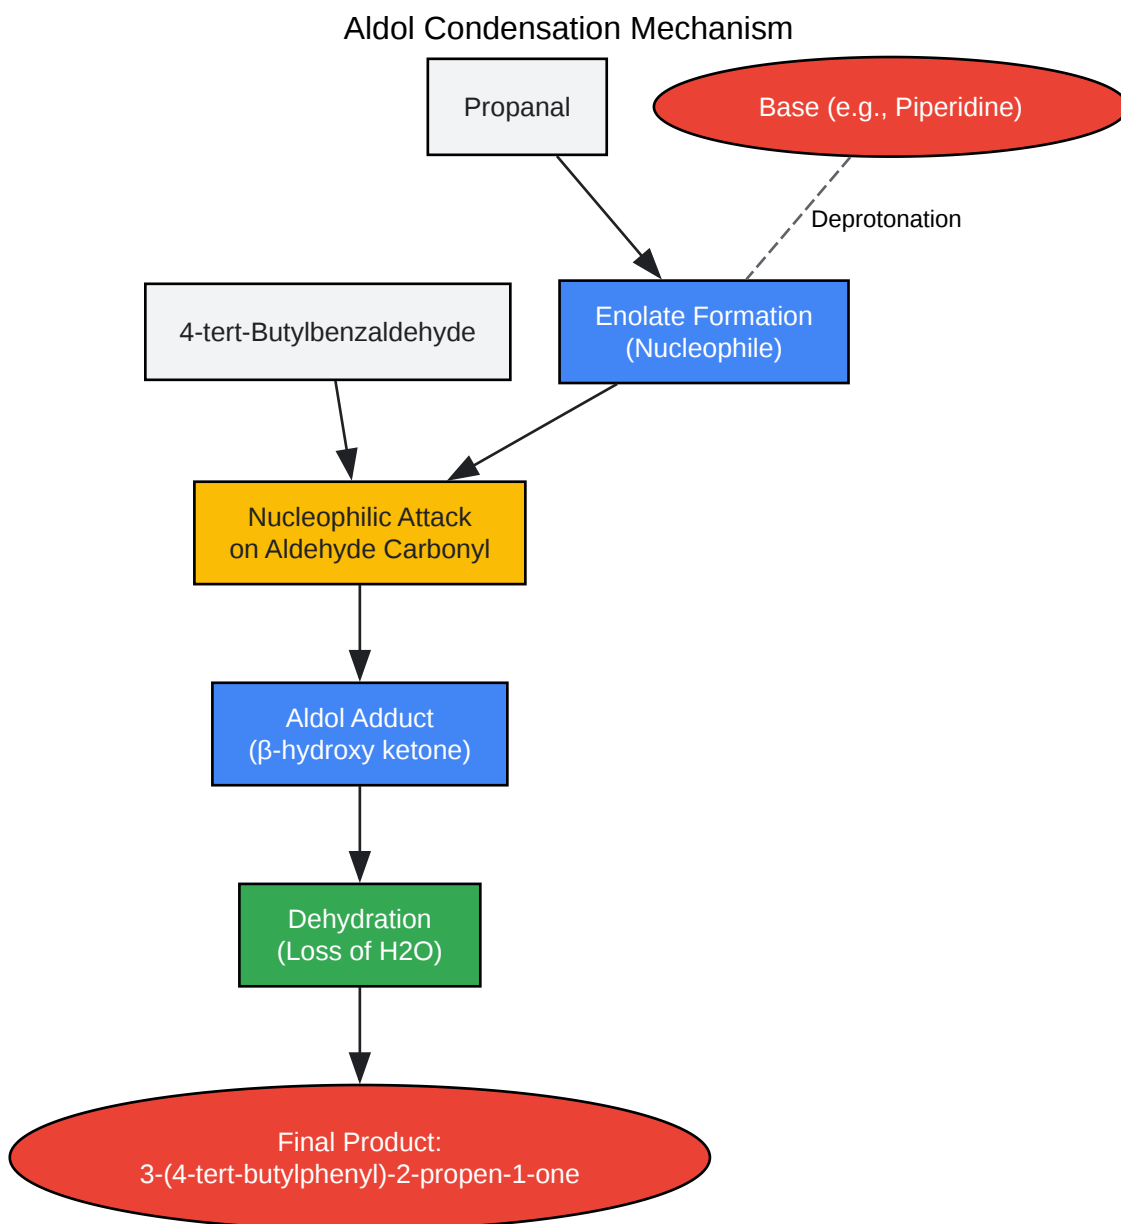 Aldol Condensation Mechanism
Propanal
Base (e.g., Piperidine)
Deprotonation
4-tert-Butylbenzaldehyde
Enolate Formation
(Nucleophile)
Nucleophilic Attack
on Aldehyde Carbonyl
Aldol Adduct
(β-hydroxy ketone)
Dehydration
(Loss of H2O)
Final Product:
3-(4-tert-butylphenyl)-2-propen-1-one